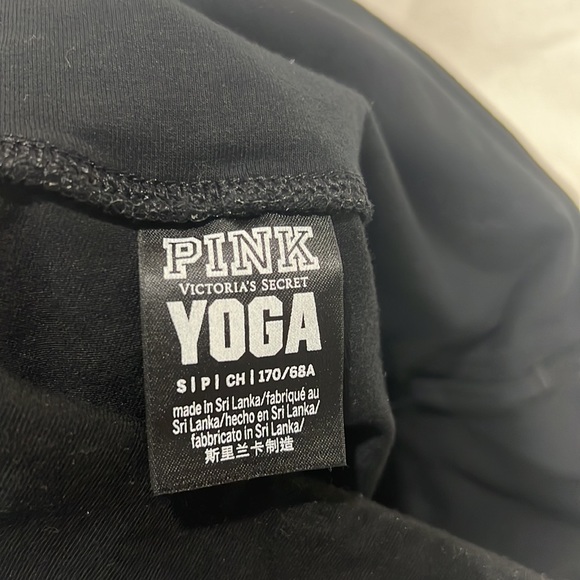 PINK
VICTORIA'S SECRET
YOGA
S | P | CH | 170/68A
made in Sri Lanka/fabriqué au
Sri Lanka/hecho en Sri Lanka/
fabbricato in Sri Lanka/
斯里兰卡制造